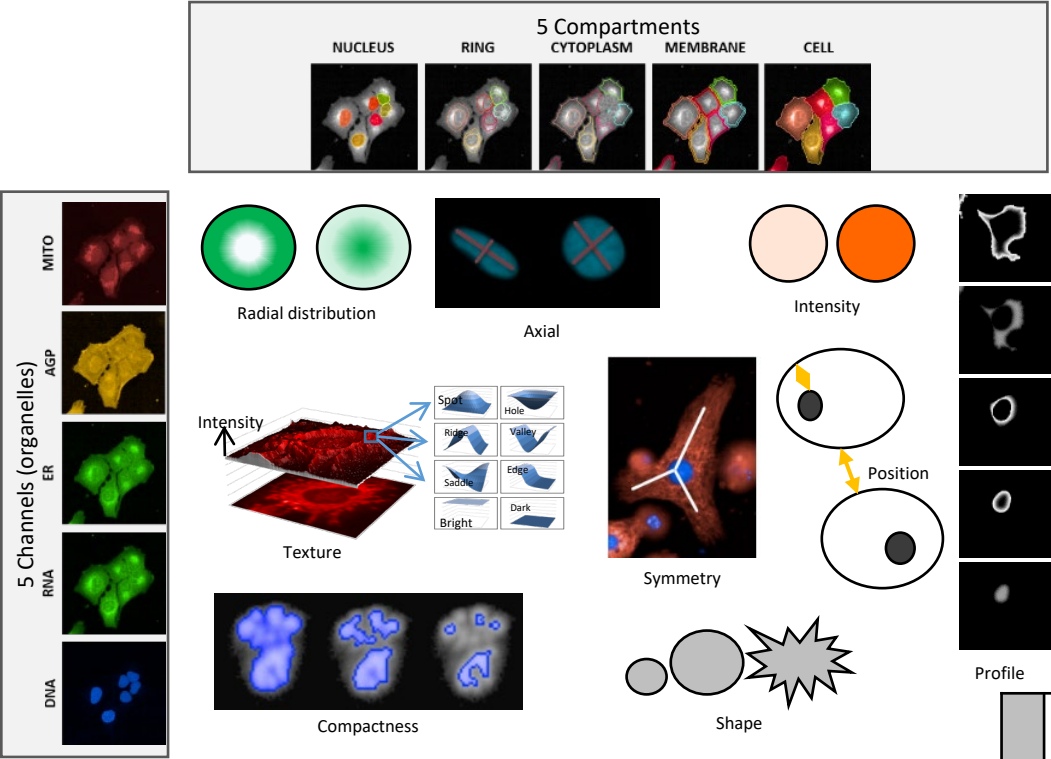 5 Compartments
NUCLEUS RING CYTOPLASM MEMBRANE CELL
5 Channels (organelles)
MITO
AGP
ER
RNA
DNA
Radial distribution
Axial
Intensity
Intensity
Spot
Hole
Ridge
Valley
Saddle
Edge
Bright
Dark
Texture
Symmetry
Position
Compactness
Shape
Profile